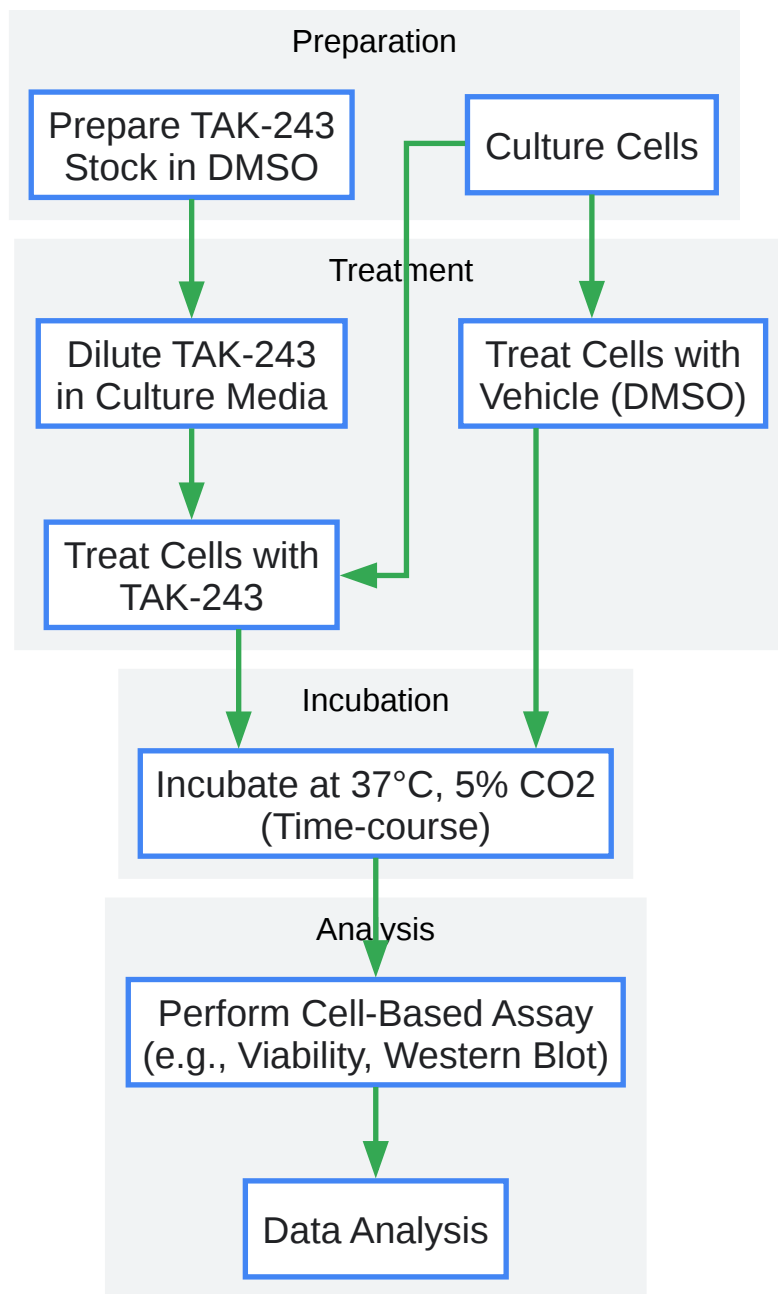 Preparation
Prepare TAK-243
Stock in DMSO
Culture Cells
Treatment
Dilute TAK-243
in Culture Media
Treat Cells with
Vehicle (DMSO)
Treat Cells with
TAK-243
Incubation
Incubate at 37°C, 5% CO2
(Time-course)
Analysis
Perform Cell-Based Assay
(e.g., Viability, Western Blot)
Data Analysis